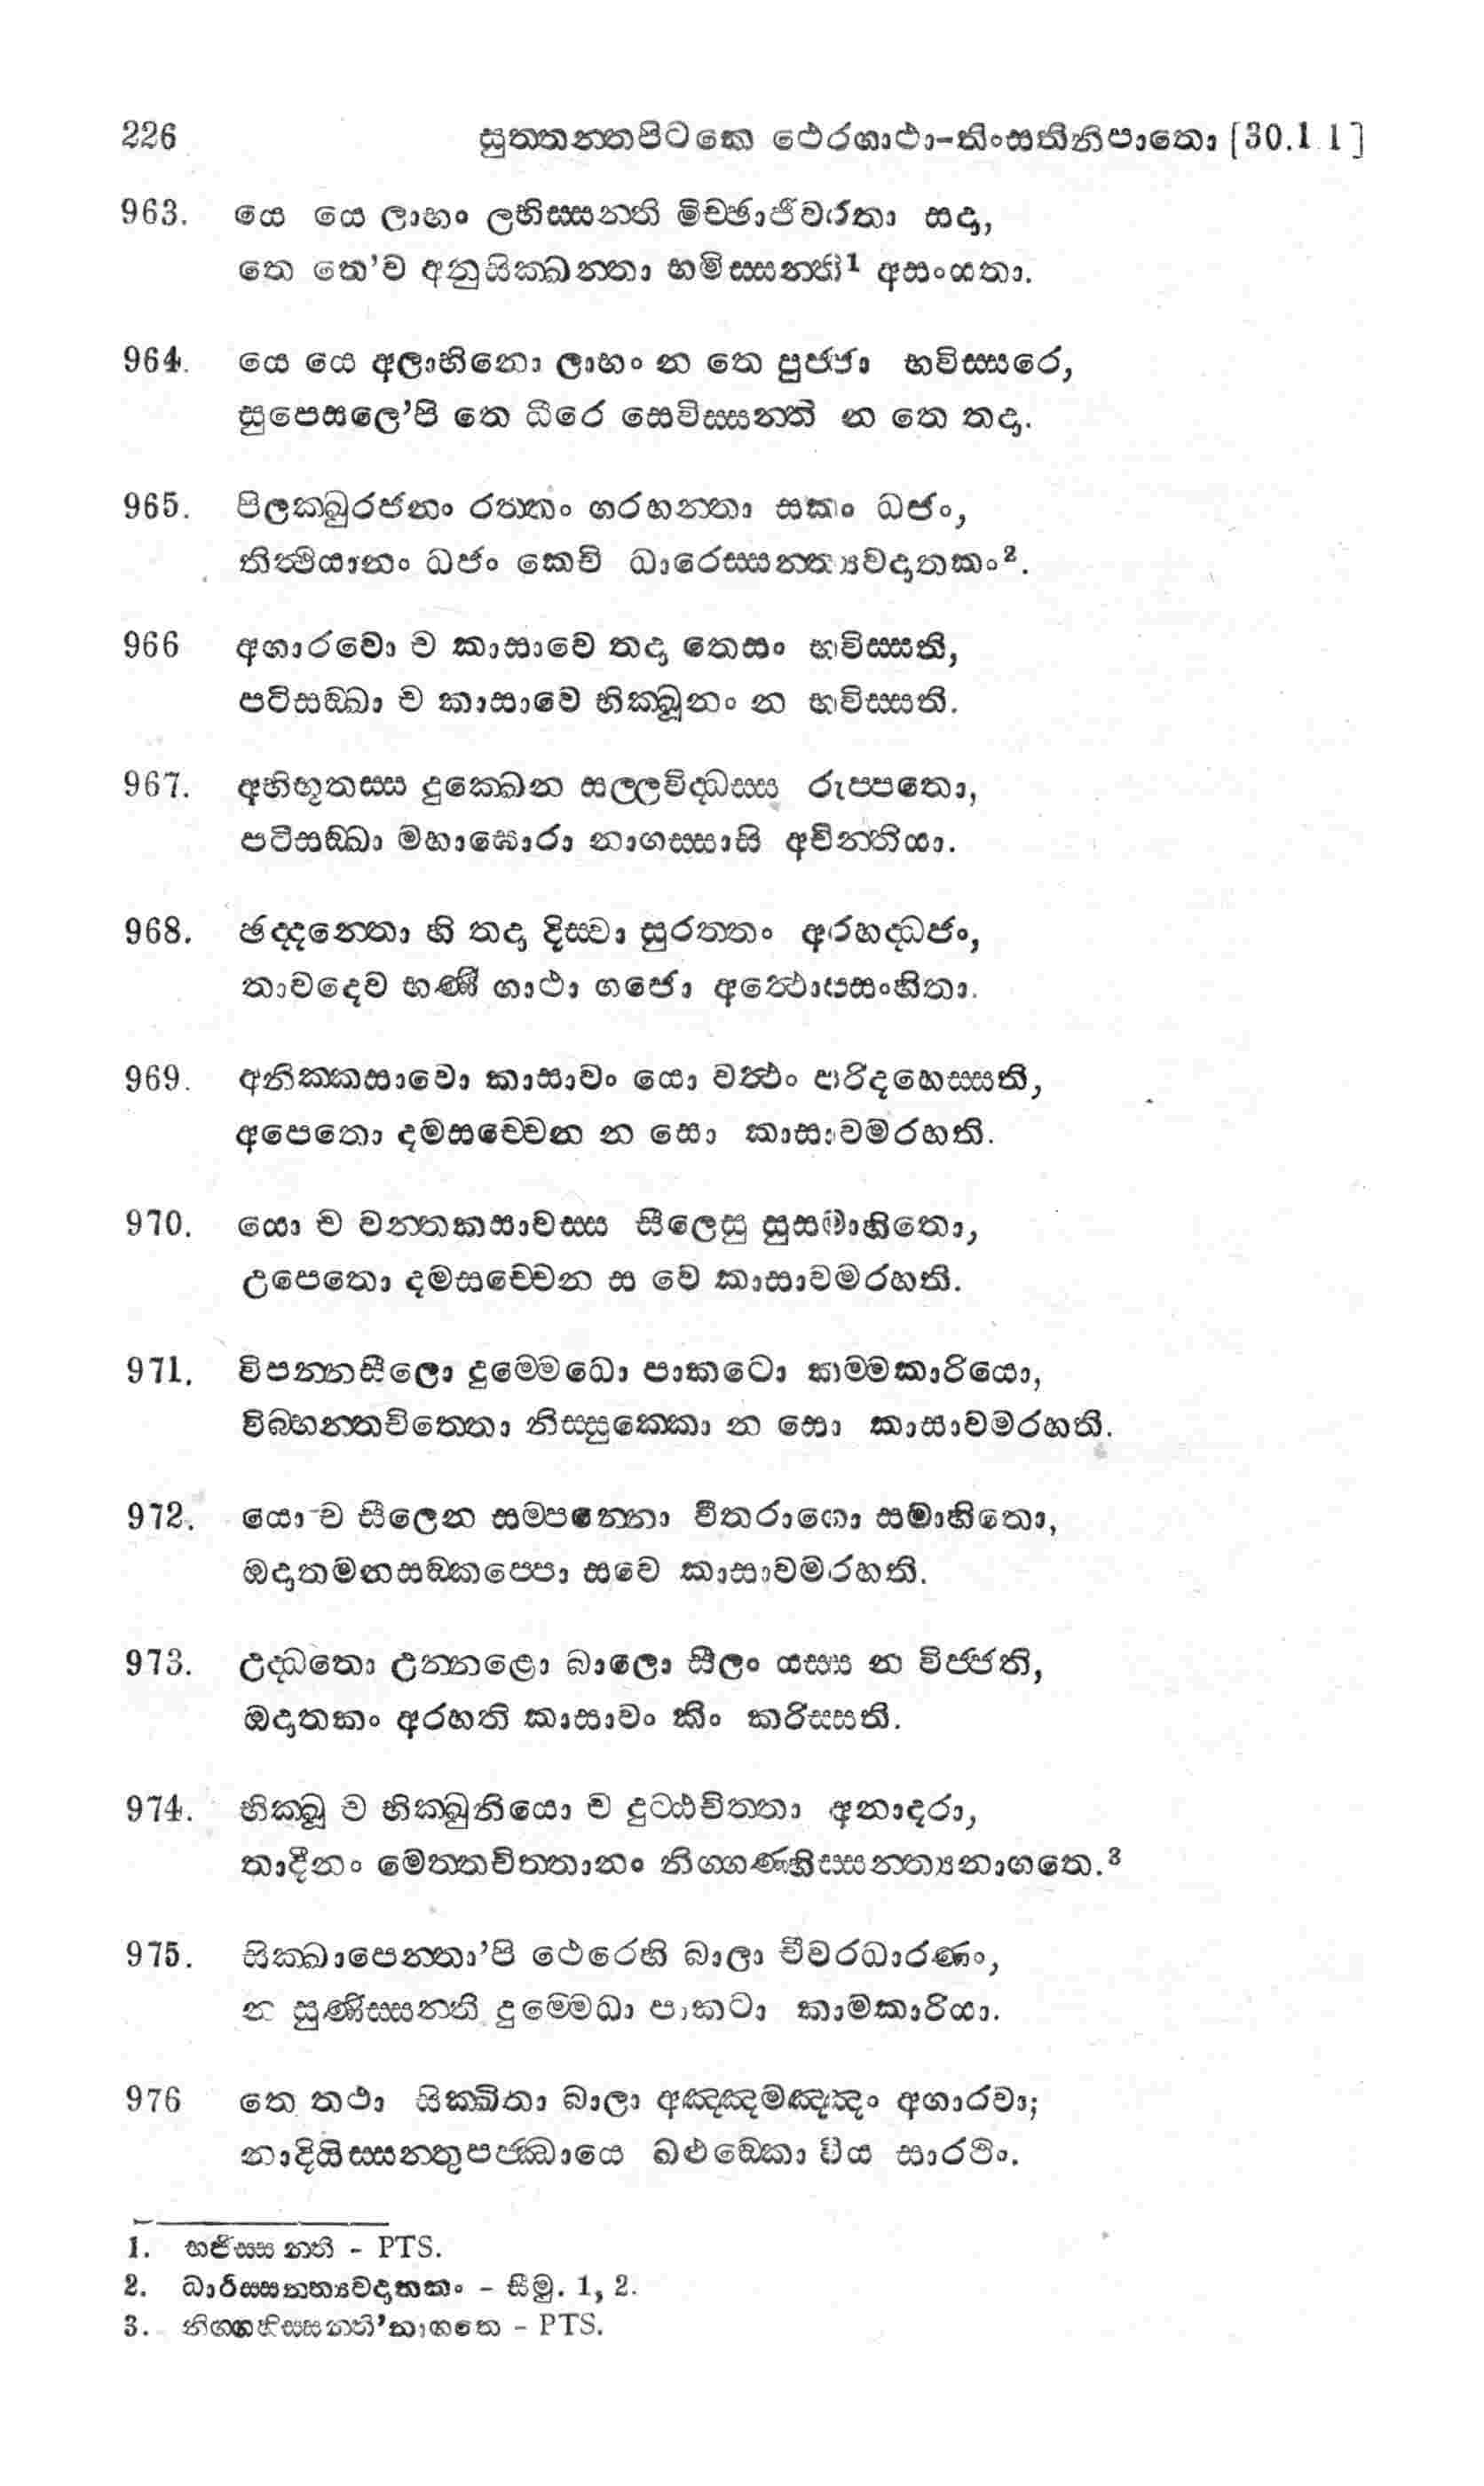 226 සුත්තන්තපිටකෙ ථෙරගාථා-තිංසතිනිපාතො [30.1 1]
963. යෙ යෙ ලාභං ලභිස්සන්ති මිච්ඡාජීවරතා සදා,
තෙ තෙ’ව අනුසික්ඛන්තා භමිස්සන්ති¹ අසංයතා.
964. යෙ යෙ අලාභිනො ලාභං න තෙ පුජ්ජා භවිස්සරෙ,
සුපෙසලෙ’පි තෙ ධීරෙ සෙවිස්සන්ති න තෙ තදා.
965. පිලක්ඛුරජනං රත්තං ගරහන්තා සකං ධජං,
තිත්ථියානං ධජං කෙචි ධාරෙස්සන්ත්‍යවදාතකං².
966 අගාරවො ච කාසාවෙ තදා තෙසං භවිස්සති,
පටිසඞ්ඛා ච කාසාවෙ භික්ඛූනං න භවිස්සති.
967. අභිභූතස්ස දුක්ඛෙන සල්ලවිද්ධස්ස රුප්පතො,
පටිසඞ්ඛා මහාඝොරා නාගස්සාසි අචින්තියා.
968. ඡද්දන්තො හි තදා දිස්වා සුරත්තං අරහද්ධජං,
තාවදෙව භණී ගාථා ගජො අත්ථොපසංහිතා.
969. අනික්කසාවො කාසාවං යො වත්ථං පරිදහෙස්සති,
අපෙතො දමසච්චෙන න සො කාසාවමරහති.
970. යො ච වන්තකසාවස්ස සීලෙසු සුසමාහිතො,
උපෙතො දමසච්චෙන ස වෙ කාසාවමරහති.
971. විපන්නසීලො දුම්මෙධො පාකටො කම්මකාරියො,
විබ්භන්තචිත්තො නිස්සුක්කො න සො කාසාවමරහති.
972. යො ච සීලෙන සම්පන්නො වීතරාගො සමාහිතො,
ඔදාතමනසඞ්කප්පො සවෙ කාසාවමරහති.
973. උද්ධතො උන්නළො බාලො සීලං යස්ස න විජ්ජති,
ඔදාතකං අරහති කාසාවං කිං කරිස්සති.
974. භික්ඛූ ච භික්ඛුනියො ච දුට්ඨචිත්තා අනාදරා,
තාදීනං මෙත්තචිත්තානං නිග්ගණ්හිස්සන්ත්‍යනාගතෙ.³
975. සික්ඛාපෙන්තා’පි ථෙරෙහි බාලා චීවරධාරණං,
න සුණිස්සන්ති දුම්මෙධා පාකටා කාමකාරියා.
976 තෙ තථා සික්ඛිතා බාලා අඤ්ඤමඤ්ඤං අගාරවා;
නාදියිස්සන්තුපජ්ඣායෙ ඛළුඞ්කො විය සාරථිං.
1. භජිස්සන්ති - PTS.
2. ධාරිස්සන්ත්‍යවදාතකං - සීමු. 1, 2.
3. නිග්ගහිස්සන්ති’නාගතෙ - PTS.